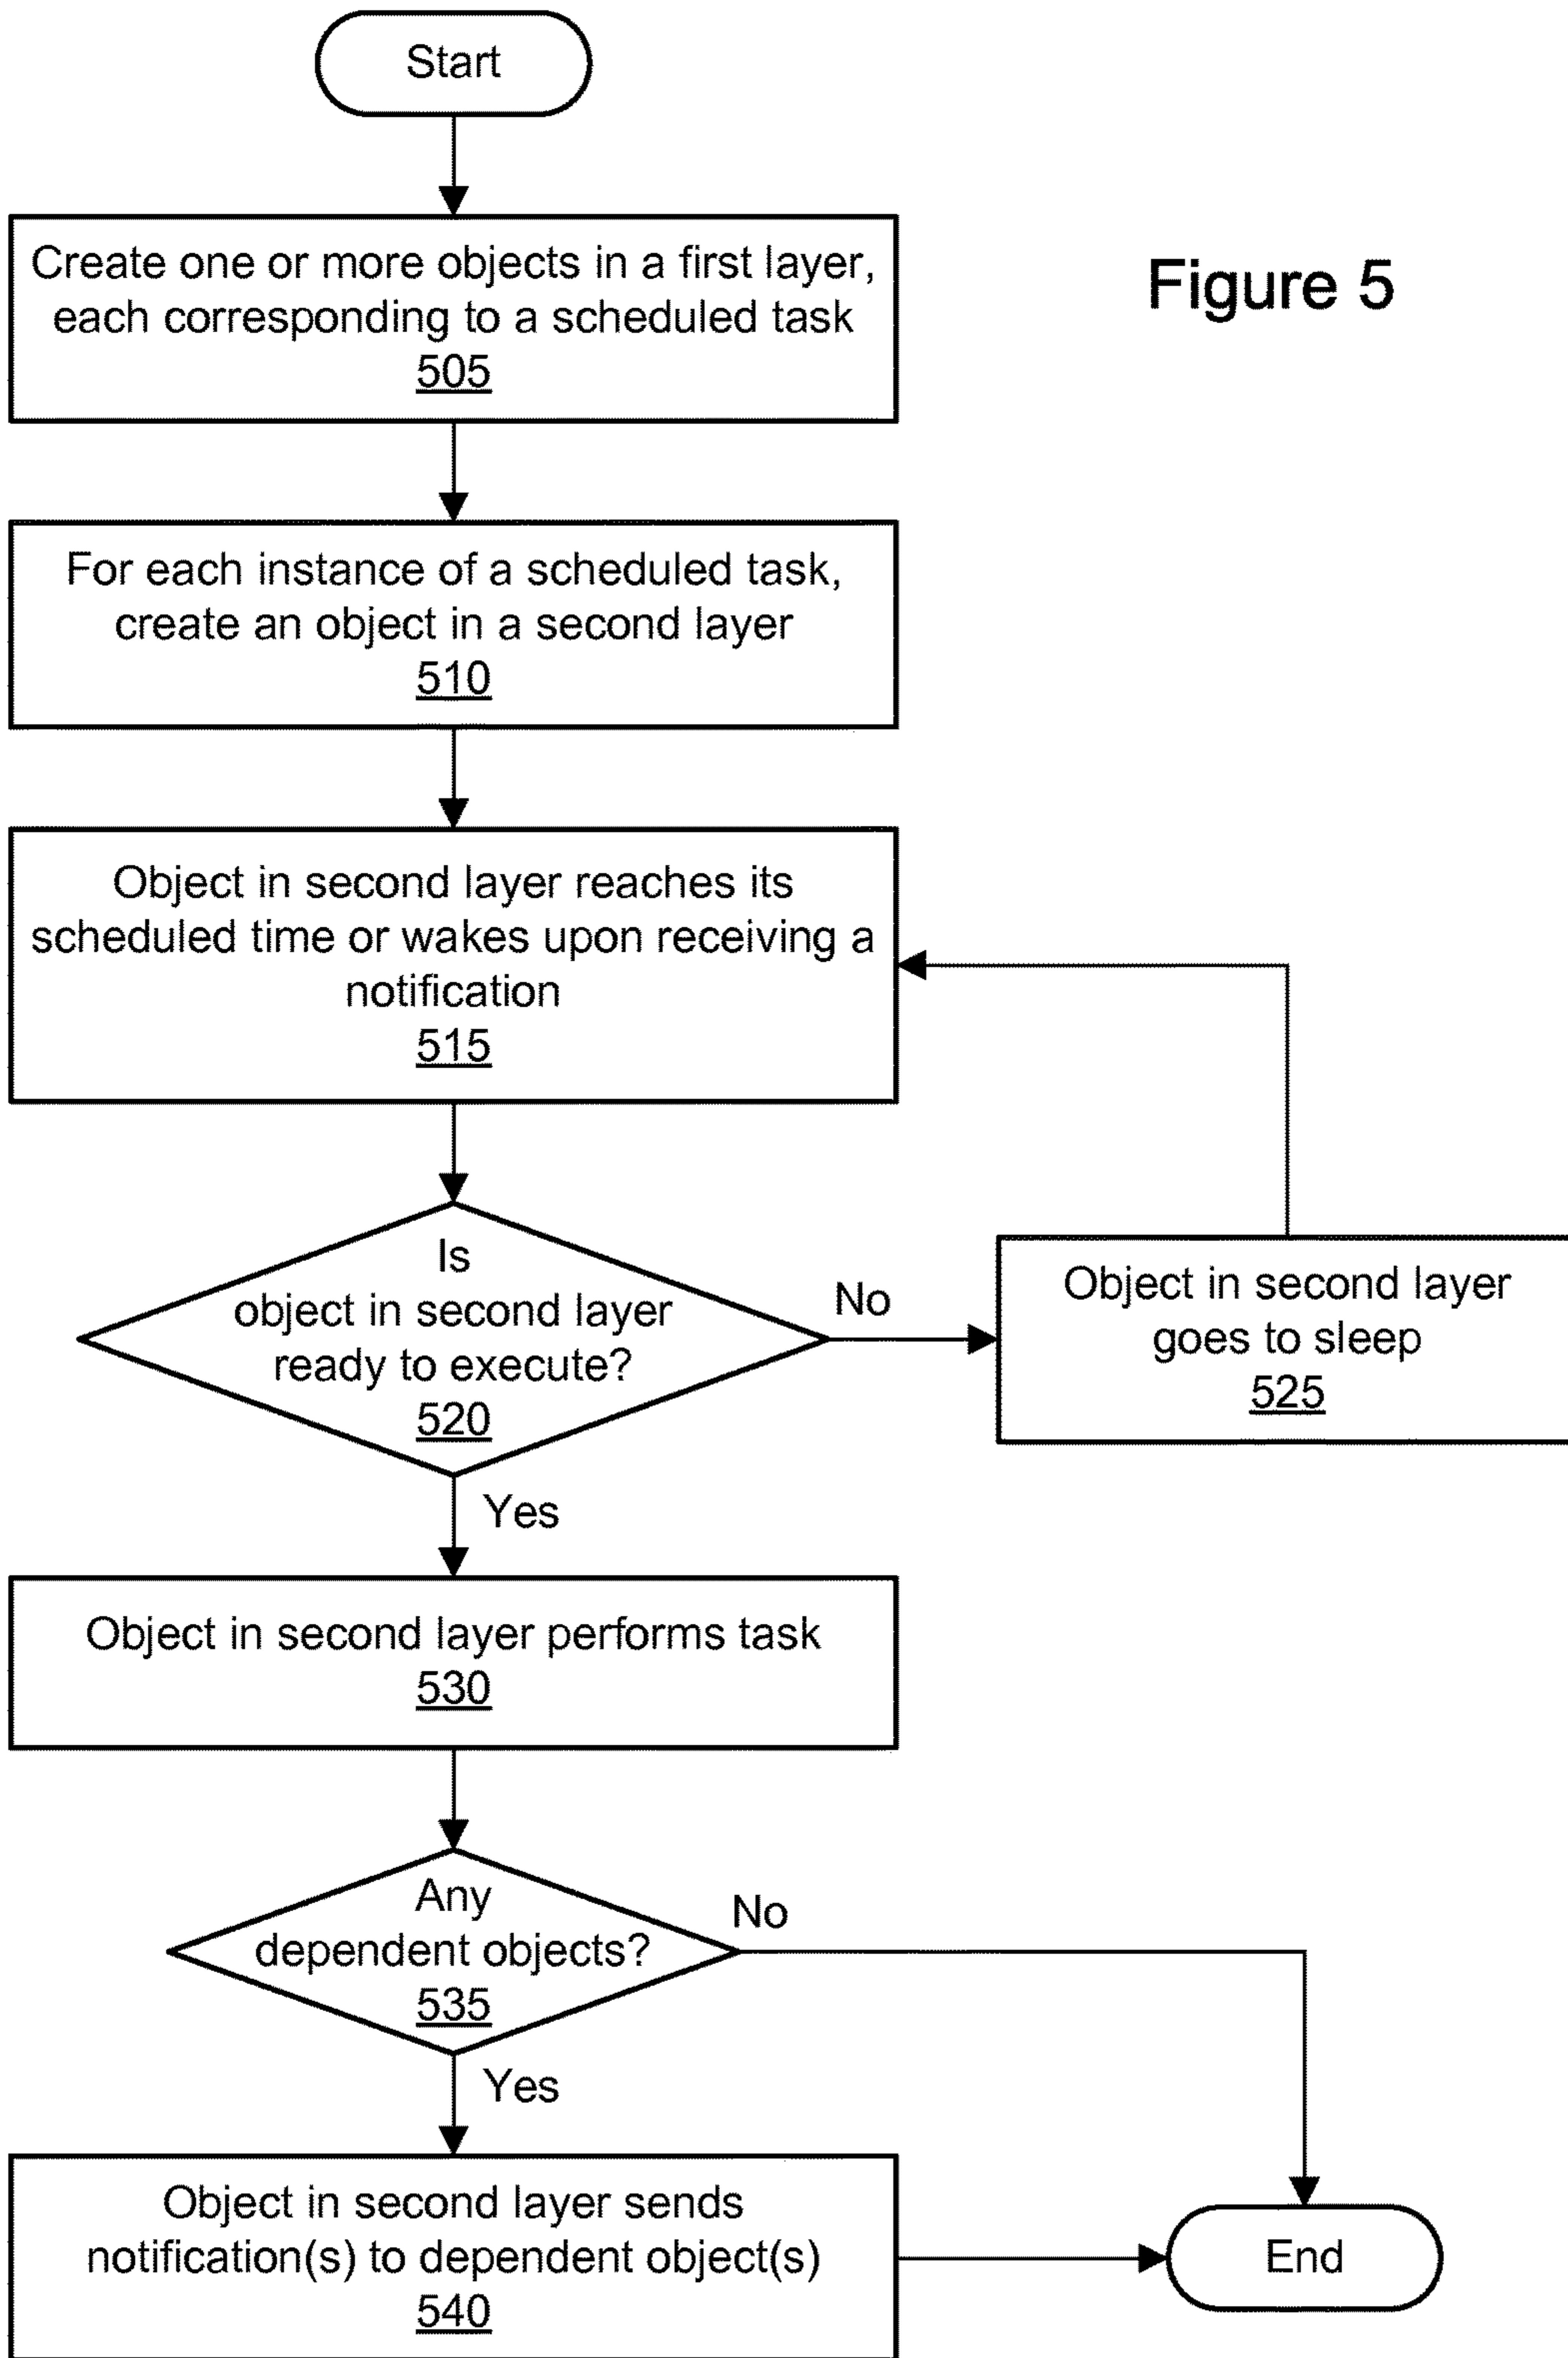 Start
Create one or more objects in a first layer,
each corresponding to a scheduled task
505
Figure 5
For each instance of a scheduled task,
create an object in a second layer
510
Object in second layer reaches its
scheduled time or wakes upon receiving a
notification
515
Is
object in second layer
ready to execute?
520
No
Object in second layer
goes to sleep
525
Yes
Object in second layer performs task
530
Any
dependent objects?
535
No
Yes
Object in second layer sends
notification(s) to dependent object(s)
540
End